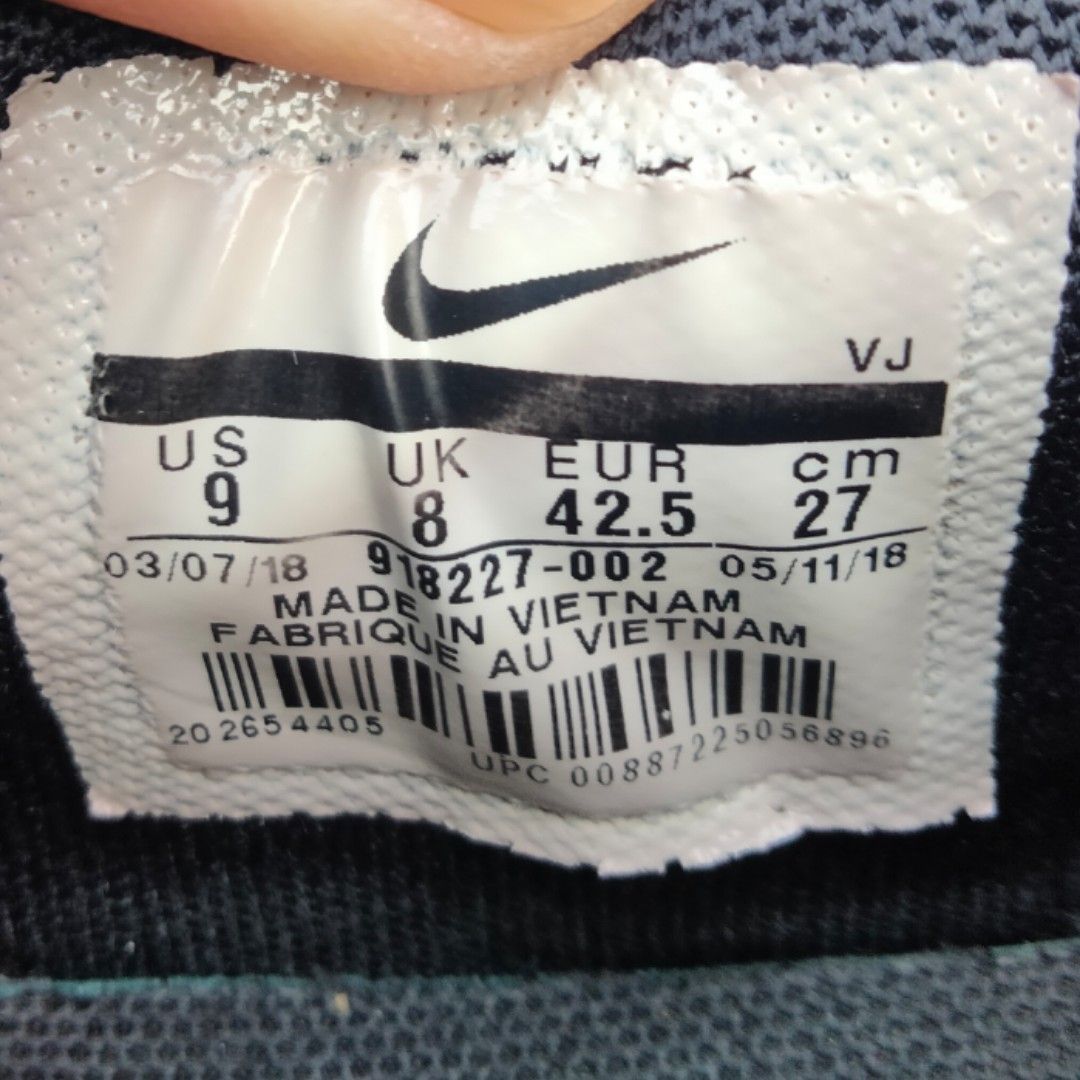 VJ
US UK EUR cm
9 8 42.5 27
03/07/18 918227-002 05/11/18
MADE IN VIETNAM
FABRIQUE AU VIETNAM
202654405
UPC 00887225056896